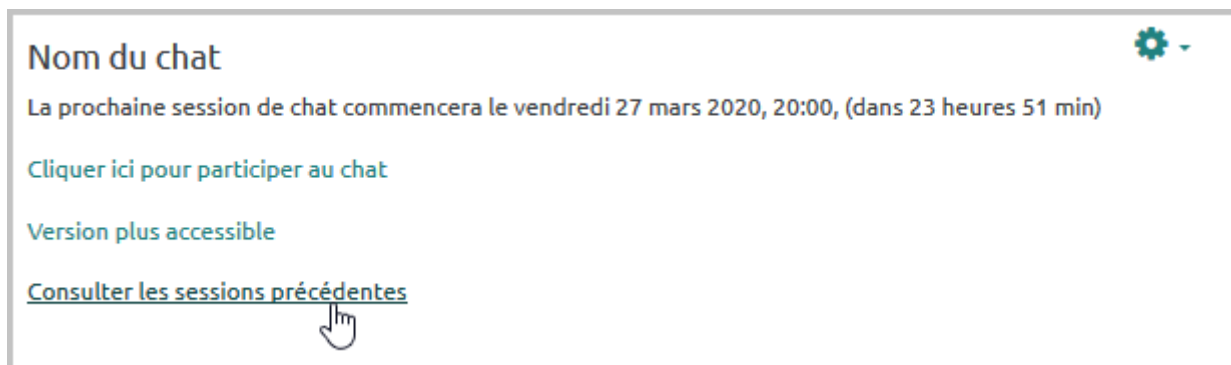 Nom du chat
La prochaine session de chat commencera le vendredi 27 mars 2020, 20:00, (dans 23 heures 51 min)
Cliquer ici pour participer au chat
Version plus accessible
Consulter les sessions précédentes